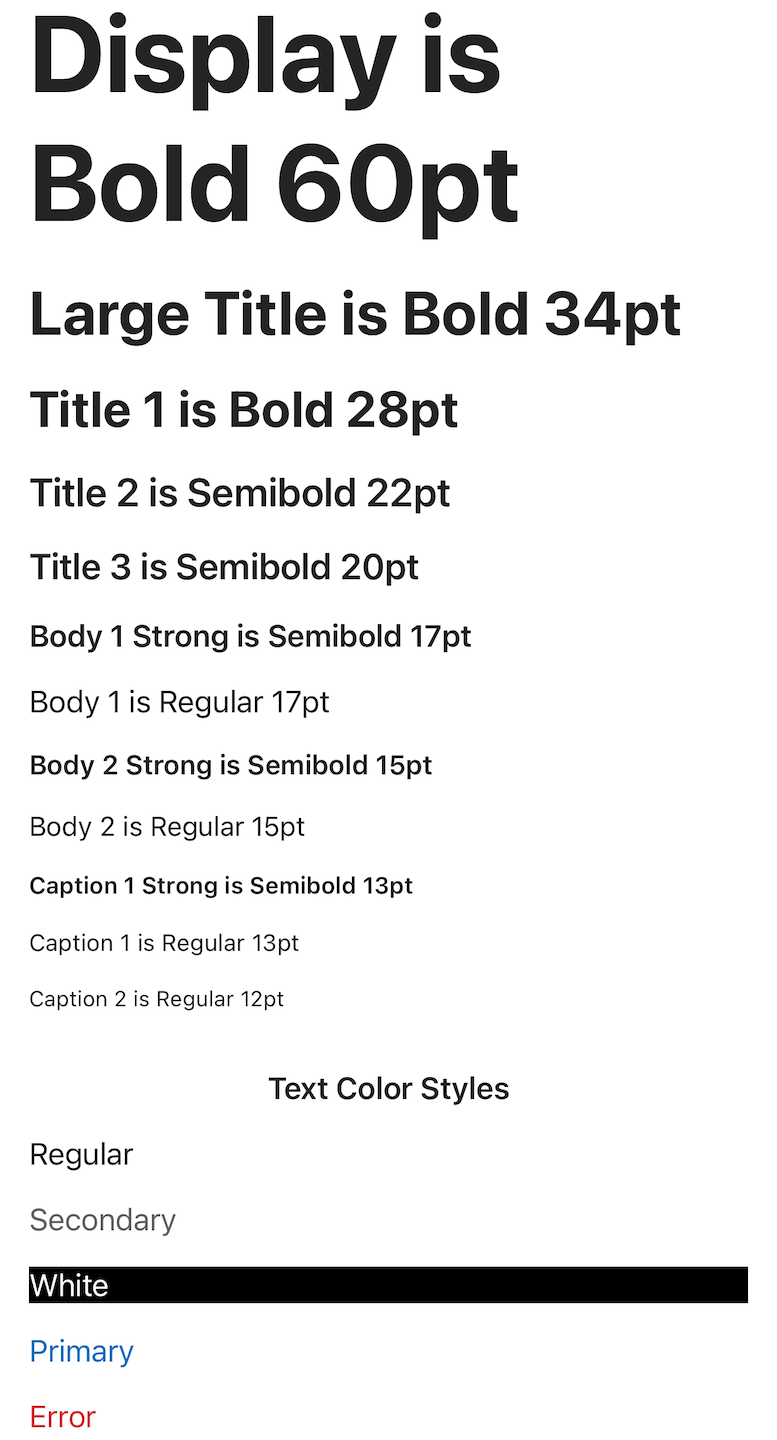 Display is
Bold 60pt
Large Title is Bold 34pt
Title 1 is Bold 28pt
Title 2 is Semibold 22pt
Title 3 is Semibold 20pt
Body 1 Strong is Semibold 17pt
Body 1 is Regular 17pt
Body 2 Strong is Semibold 15pt
Body 2 is Regular 15pt
Caption 1 Strong is Semibold 13pt
Caption 1 is Regular 13pt
Caption 2 is Regular 12pt
Text Color Styles
Regular
Secondary
White
Primary
Error